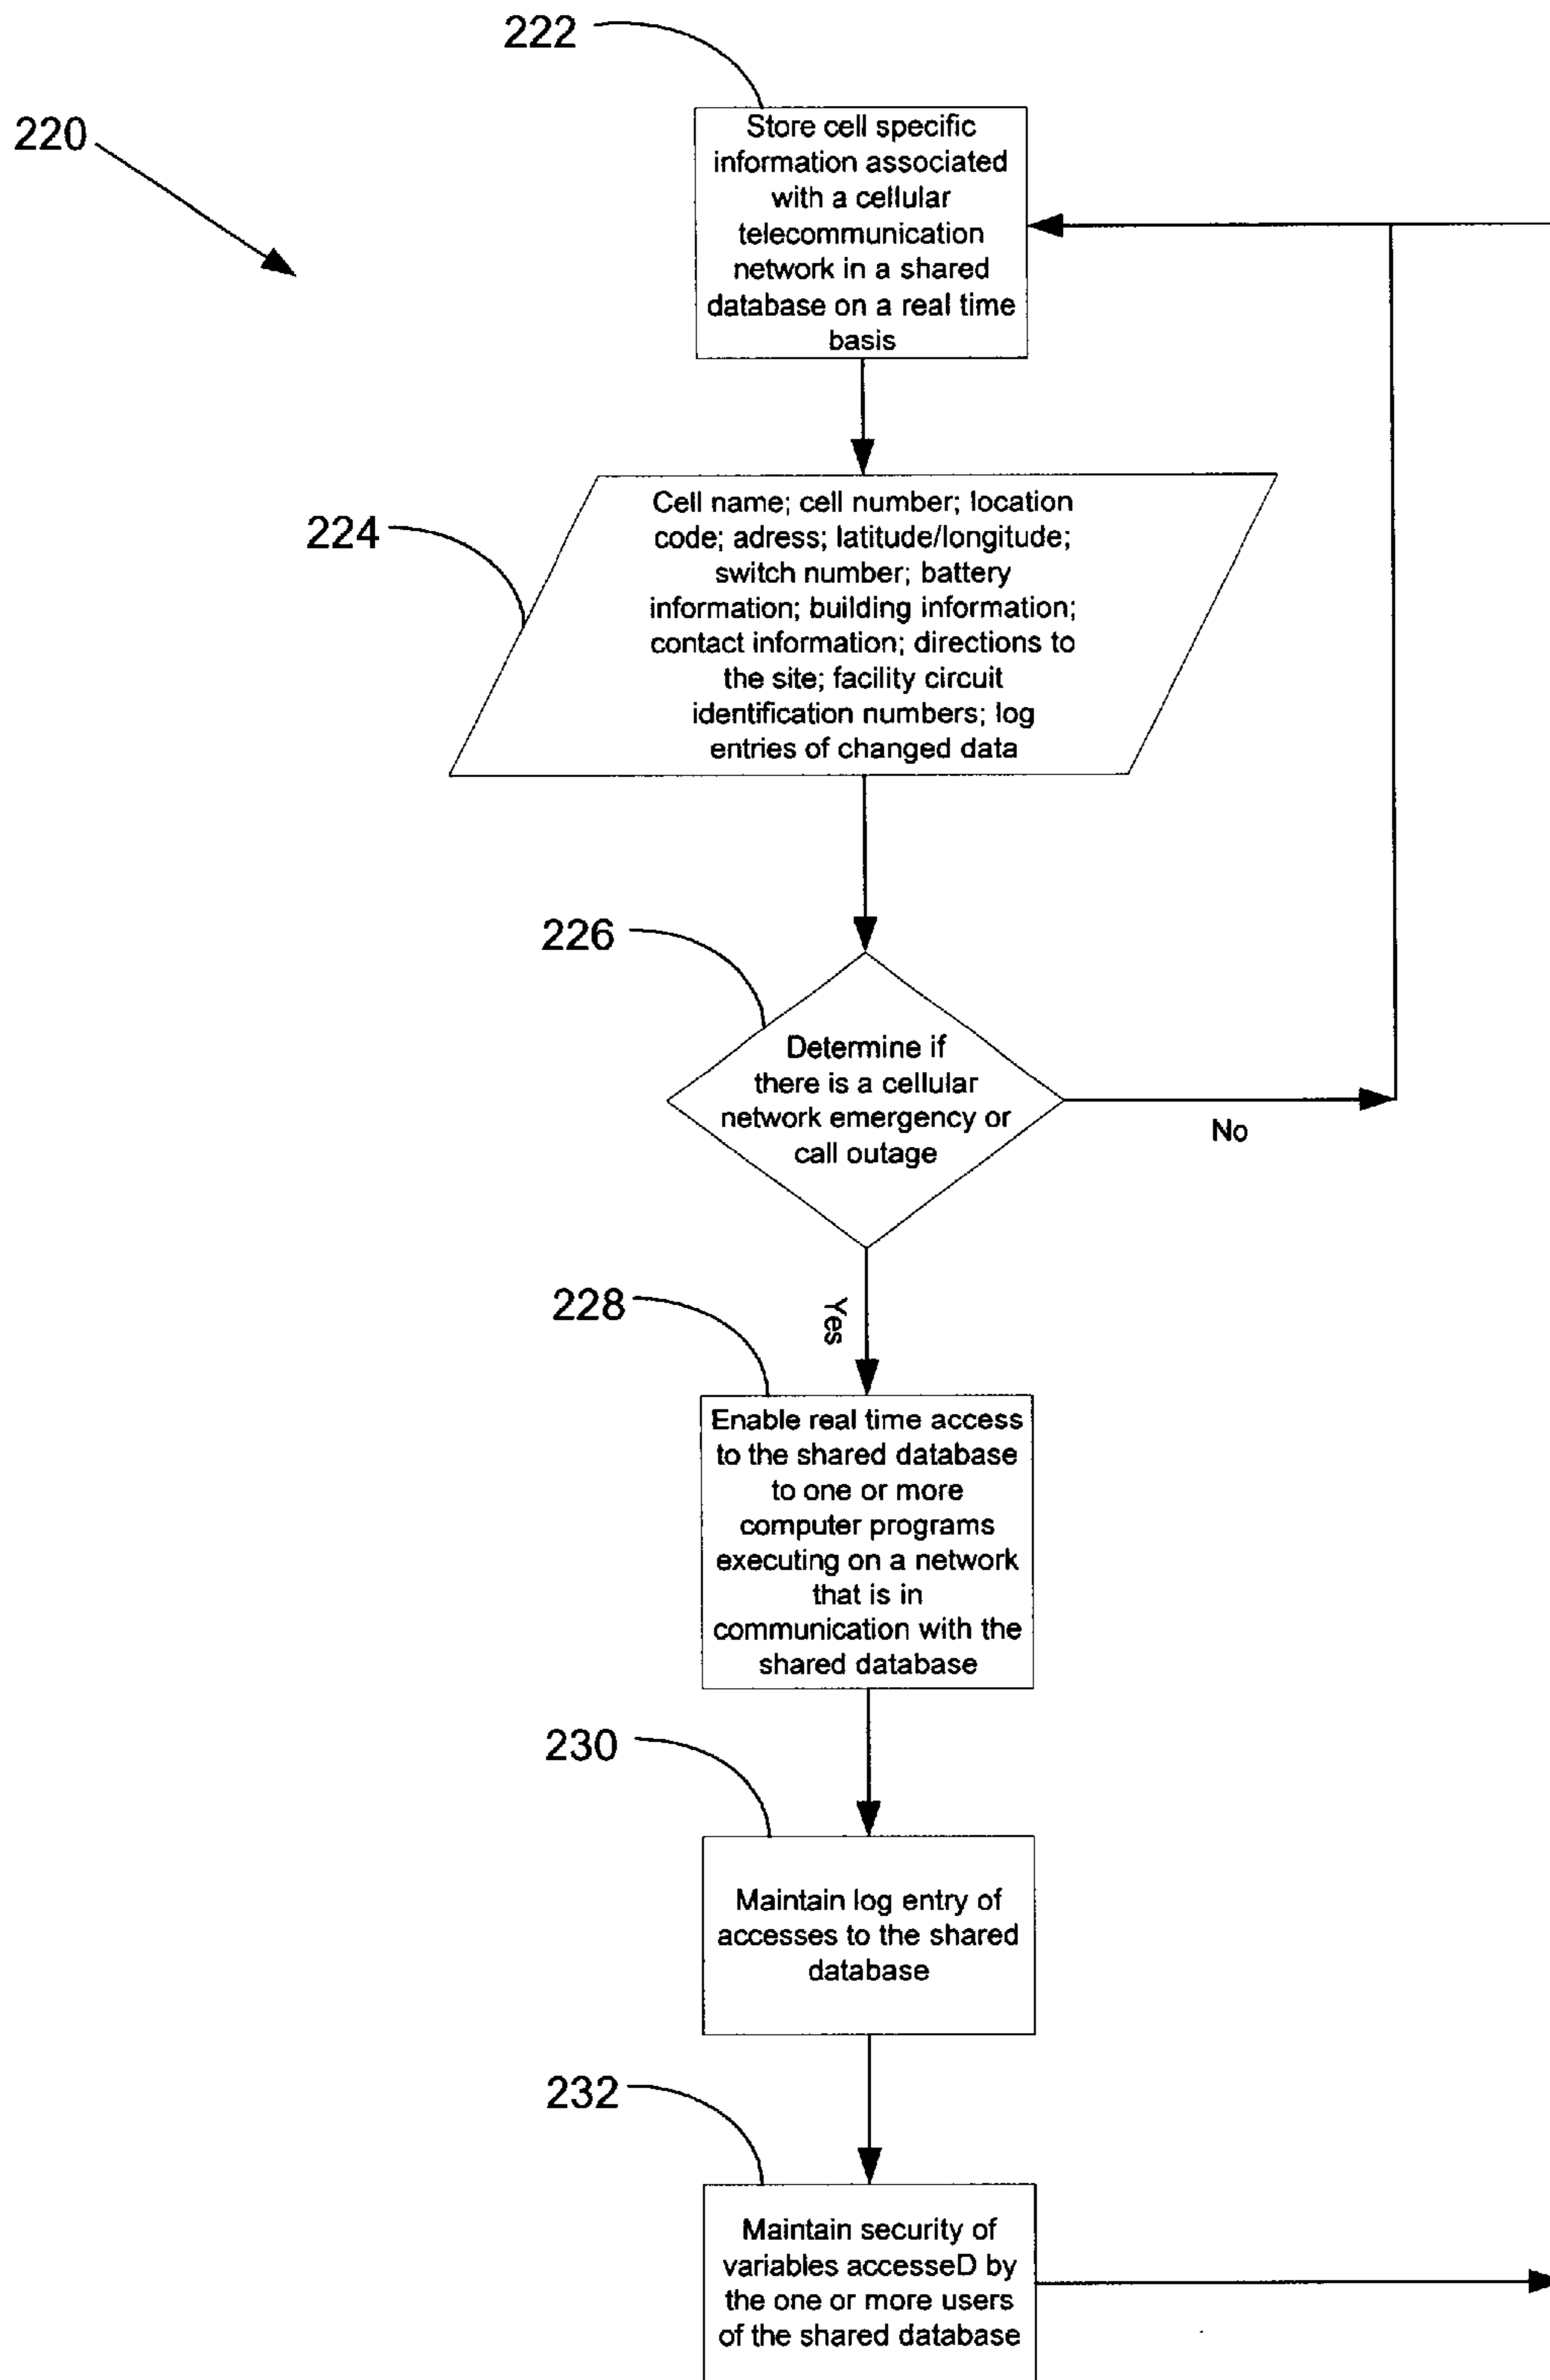 222
220
Store cell specific
information associated
with a cellular
telecommunication
network in a shared
database on a real time
basis
224
Cell name; cell number; location
code; adress; latitude/longitude;
switch number; battery
information; building information;
contact information; directions to
the site; facility circuit
identification numbers; log
entries of changed data
226
Determine if
there is a cellular
network emergency or
call outage
No
Yes
228
Enable real time access
to the shared database
to one or more
computer programs
executing on a network
that is in
communication with the
shared database
230
Maintain log entry of
accesses to the shared
database
232
Maintain security of
variables accesseD by
the one or more users
of the shared database